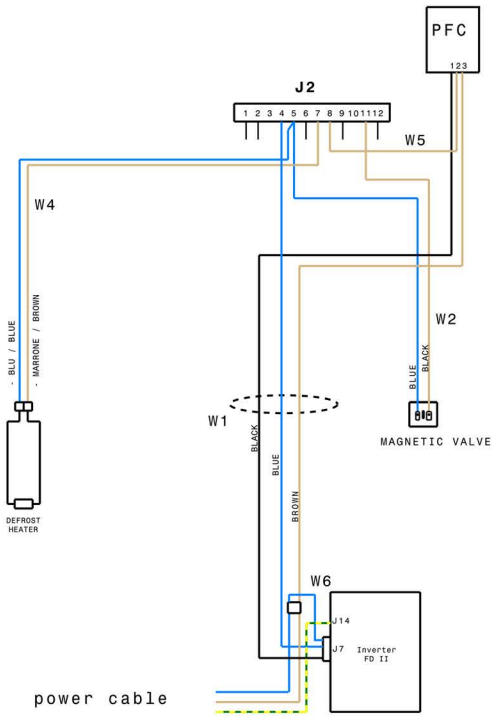 PFC
123
J2
1 2 3 4 5 6 7 8 9 10 11 12
W5
W4
- BLU / BLUE
- MARRONE / BROWN
W2
BLUE
BLACK
W1
BLACK
BLUE
BROWN
MAGNETIC VALVE
DEFROST
HEATER
W6
J14
J7
Inverter
FD II
power cable